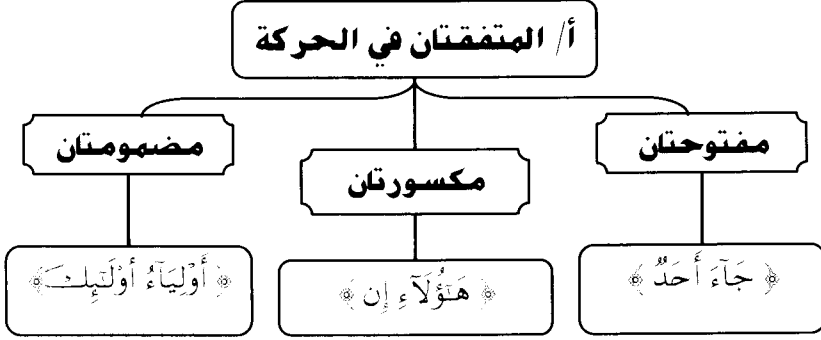 أ/ المتفقتان في الحركة
مفتوحتان
مكسورتان
مضمومتان
﴿ جَآءَ أَحَدٌ ﴾
﴿ هَٰٓؤُلَآءِ إِن ﴾
﴿ أَوْلِيَآءُ أُوْلَٰٓئِكَ ﴾